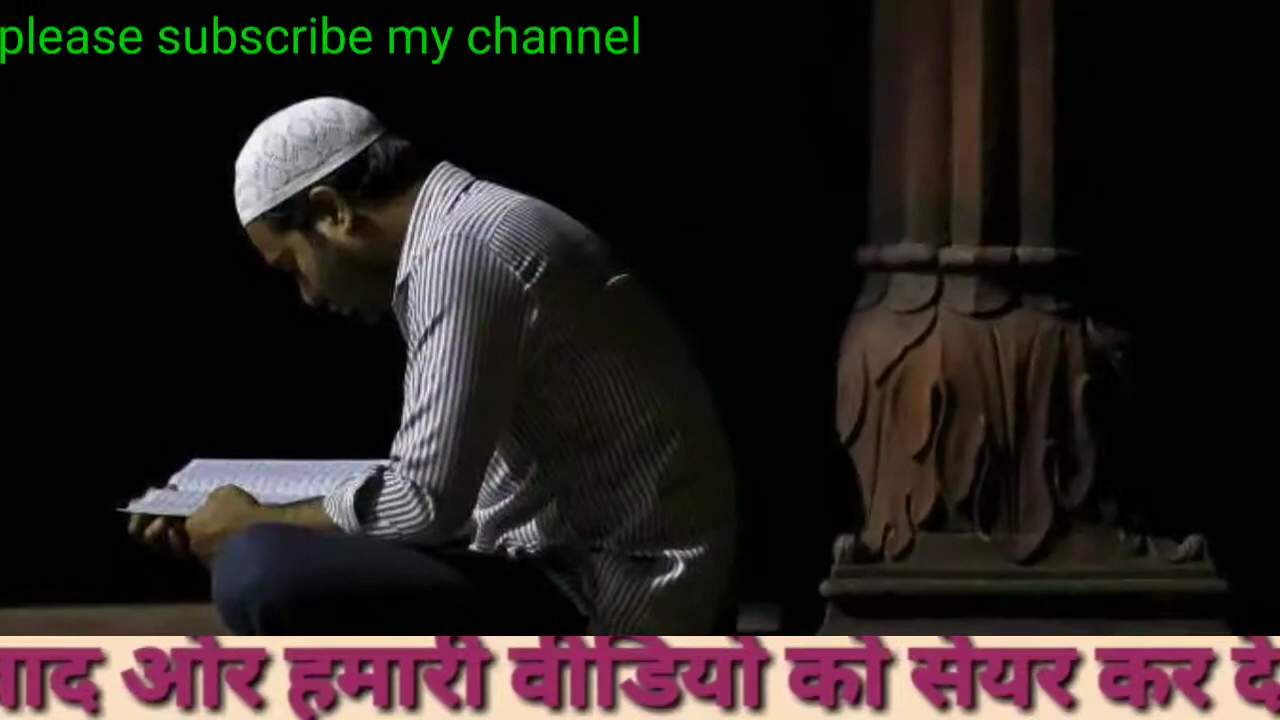 please subscribe my channel
वाद और हमारी वीडियो को सेयर कर दे